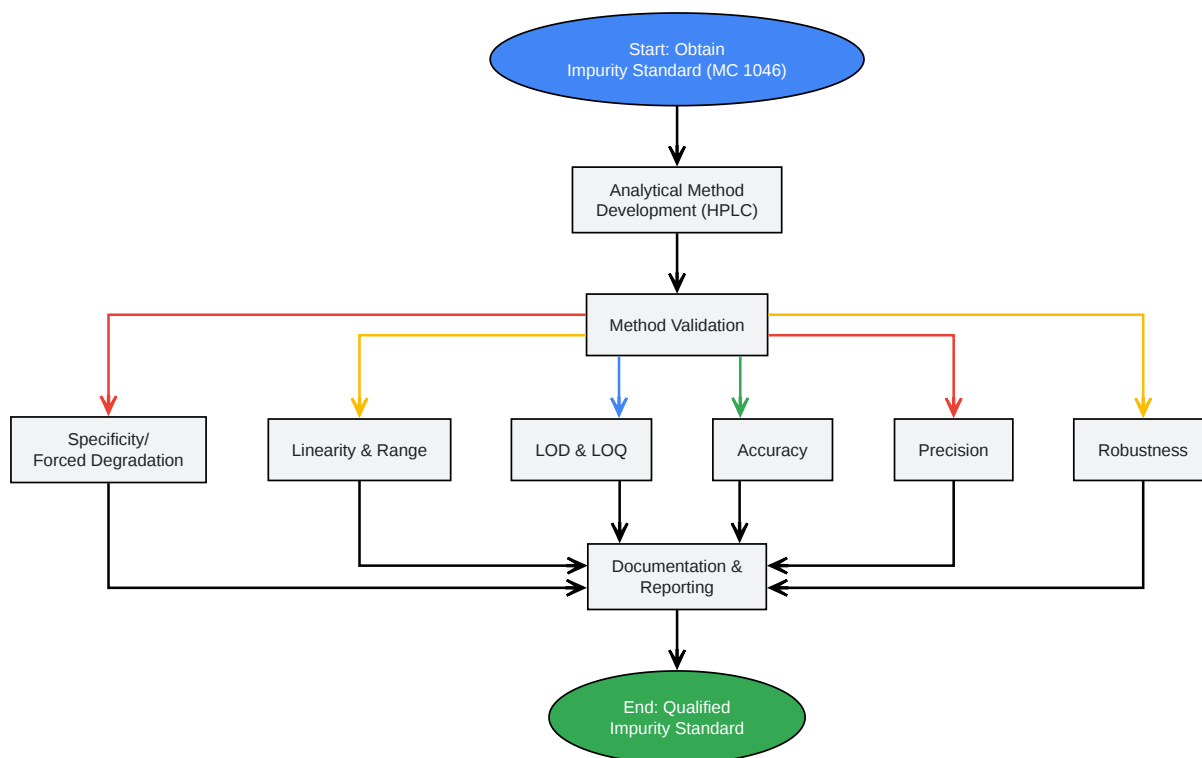 Start: Obtain
Impurity Standard (MC 1046)
Analytical Method
Development (HPLC)
Method Validation
Specificity/
Forced Degradation
Linearity & Range
LOD & LOQ
Accuracy
Precision
Robustness
Documentation &
Reporting
End: Qualified
Impurity Standard